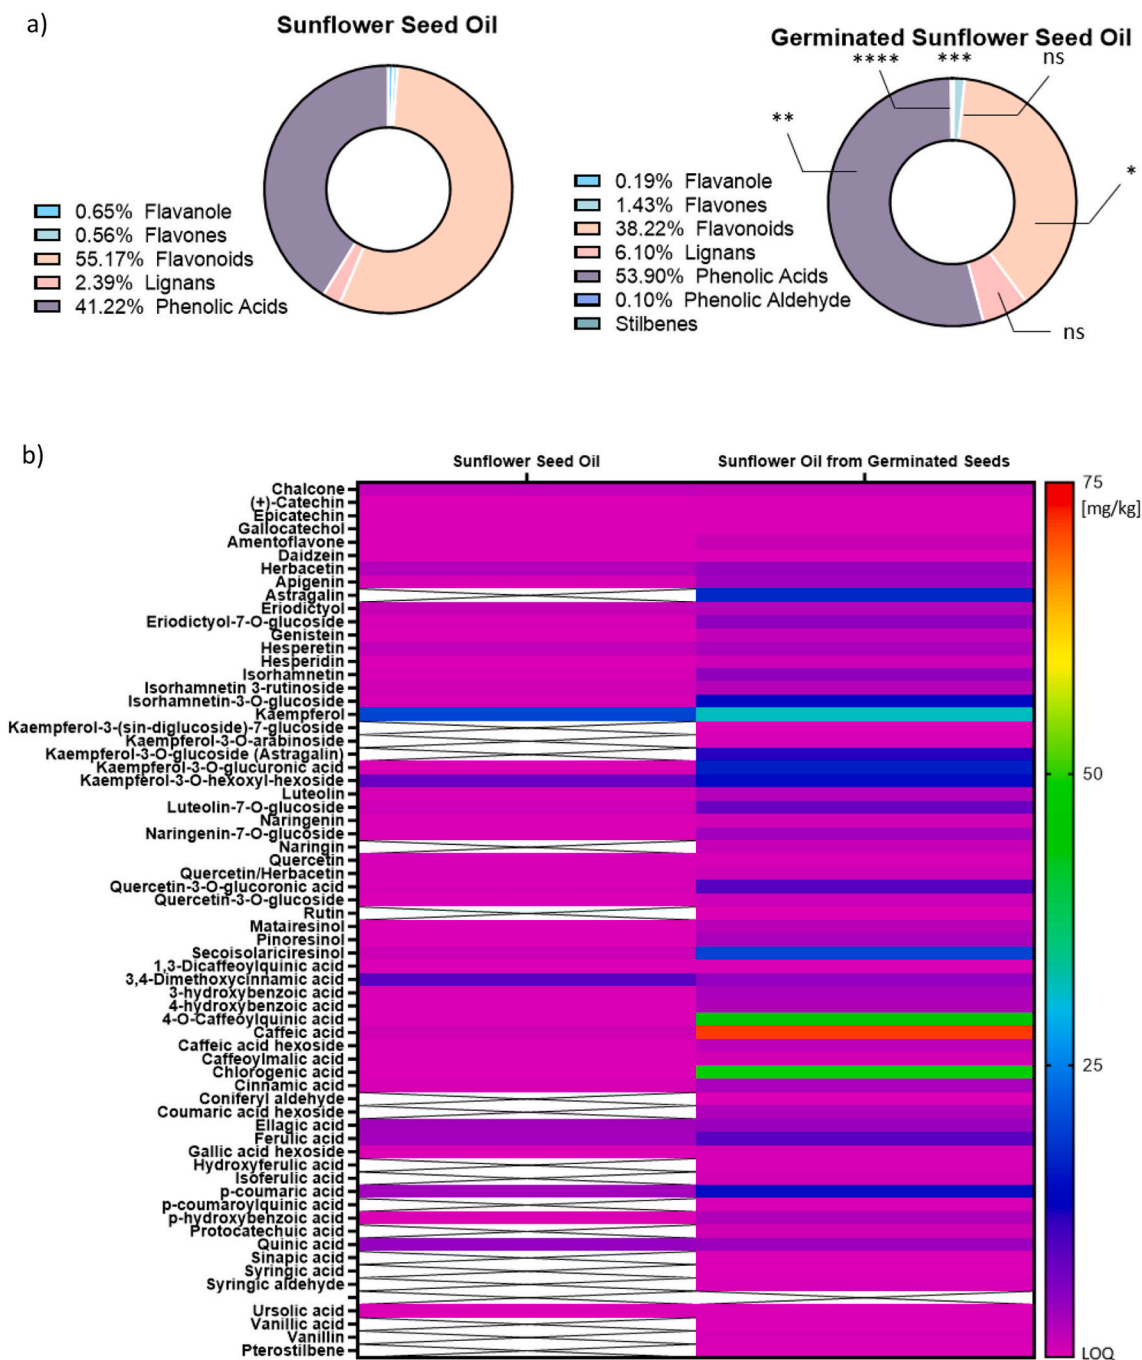 a)
Sunflower Seed Oil
0.65% Flavanole
0.56% Flavones
55.17% Flavonoids
2.39% Lignans
41.22% Phenolic Acids
Germinated Sunflower Seed Oil
**** *** ns
**
*
ns
0.19% Flavanole
1.43% Flavones
38.22% Flavonoids
6.10% Lignans
53.90% Phenolic Acids
0.10% Phenolic Aldehyde
Stilbenes
b)
Sunflower Seed Oil
Sunflower Oil from Germinated Seeds
Chalcone
(+)-Catechin
Epicatechin
Gallocatechol
Amentoflavone
Daidzein
Herbacetin
Apigenin
Astragalin
Eriodictyol
Eriodictyol-7-O-glucoside
Genistein
Hesperetin
Hesperidin
Isorhamnetin
Isorhamnetin 3-rutinoside
Isorhamnetin-3-O-glucoside
Kaempferol
Kaempferol-3-(sin-diglucoside)-7-glucoside
Kaempferol-3-O-arabinoside
Kaempferol-3-O-glucoside (Astragalin)
Kaempferol-3-O-glucuronic acid
Kaempferol-3-O-hexoxyl-hexoside
Luteolin
Luteolin-7-O-glucoside
Naringenin
Naringenin-7-O-glucoside
Naringin
Quercetin
Quercetin/Herbacetin
Quercetin-3-O-glucoronic acid
Quercetin-3-O-glucoside
Rutin
Matairesinol
Pinoresinol
Secoisolariciresinol
1,3-Dicaffeoylquinic acid
3,4-Dimethoxycinnamic acid
3-hydroxybenzoic acid
4-hydroxybenzoic acid
4-O-Caffeoylquinic acid
Caffeic acid
Caffeic acid hexoside
Caffeoylmalic acid
Chlorogenic acid
Cinnamic acid
Coniferyl aldehyde
Coumaric acid hexoside
Ellagic acid
Ferulic acid
Gallic acid hexoside
Hydroxyferulic acid
Isoferulic acid
p-coumaric acid
p-coumaroylquinic acid
p-hydroxybenzoic acid
Protocatechuic acid
Quinic acid
Sinapic acid
Syringic acid
Syringic aldehyde
Ursolic acid
Vanillic acid
Vanillin
Pterostilbene
75
[mg/kg]
50
25
LOQ